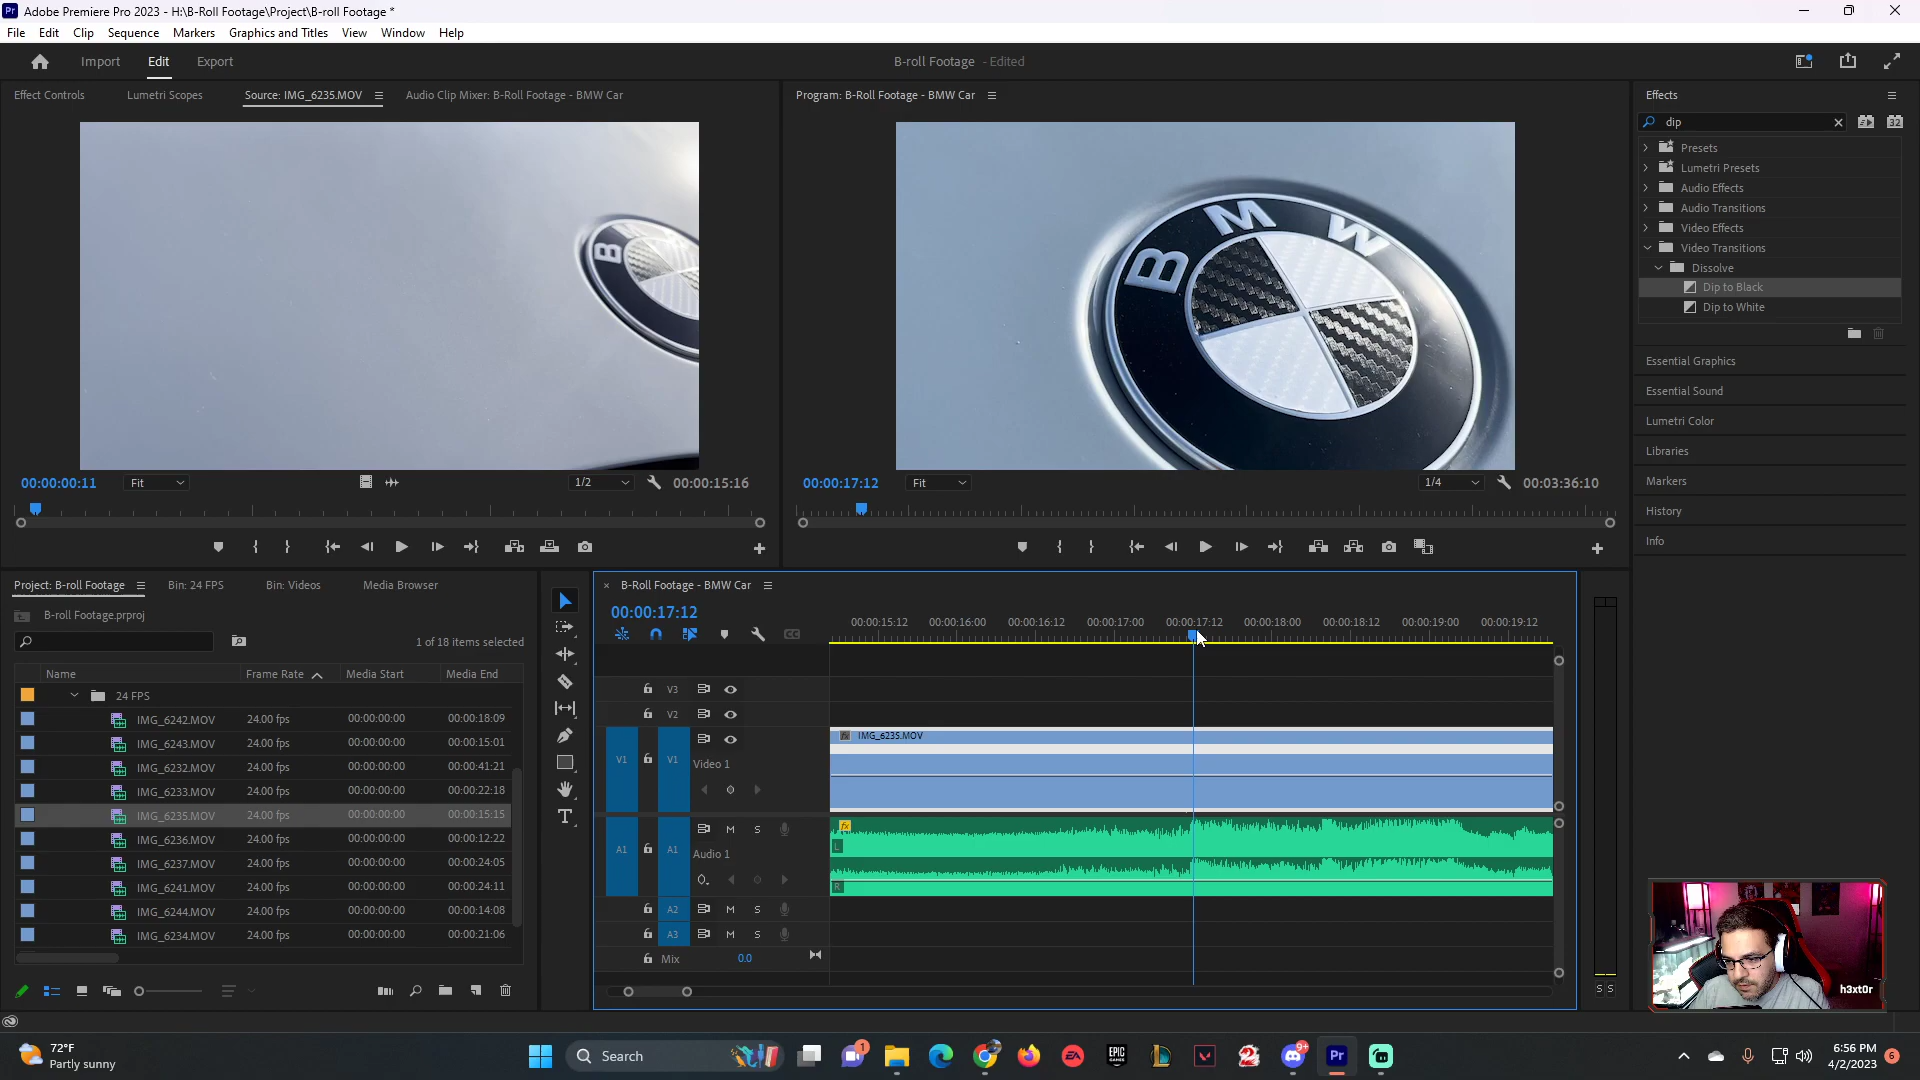 Pr Adobe Premiere Pro 2023 - H:\B-Roll Footage\Project\B-roll Footage *
File Edit Clip Sequence Markers Graphics and Titles View Window Help
Import Edit Export B-roll Footage - Edited
Effect Controls Lumetri Scopes Source: IMG_6235.MOV Audio Clip Mixer: B-Roll Footage - BMW Car Program: B-Roll Footage - BMW Car Effects
dip 32
Presets
Lumetri Presets
Audio Effects
Audio Transitions
Video Effects
Video Transitions
Dissolve
Dip to Black
Dip to White
Essential Graphics
Essential Sound
Lumetri Color
Libraries
Markers
History
Info
B
B M W
00:00:00:11 Fit 1/2 00:00:15:16
00:00:17:12 Fit 1/4 00:03:36:10
Project: B-roll Footage Bin: 24 FPS Bin: Videos Media Browser
B-roll Footage.prproj
1 of 18 items selected
Name Frame Rate Media Start Media End
24 FPS
IMG_6242.MOV 24.00 fps 00:00:00:00 00:00:18:09
IMG_6243.MOV 24.00 fps 00:00:00:00 00:00:15:01
IMG_6232.MOV 24.00 fps 00:00:00:00 00:00:41:21
IMG_6233.MOV 24.00 fps 00:00:00:00 00:00:22:18
IMG_6235.MOV 24.00 fps 00:00:00:00 00:00:15:15
IMG_6236.MOV 24.00 fps 00:00:00:00 00:00:12:22
IMG_6237.MOV 24.00 fps 00:00:00:00 00:00:24:05
IMG_6241.MOV 24.00 fps 00:00:00:00 00:00:24:11
IMG_6244.MOV 24.00 fps 00:00:00:00 00:00:14:08
IMG_6234.MOV 24.00 fps 00:00:00:00 00:00:21:06
× B-Roll Footage - BMW Car
00:00:17:12
00:00:15:12 00:00:16:00 00:00:16:12 00:00:17:00 00:00:17:12 00:00:18:00 00:00:18:12 00:00:19:00 00:00:19:12
CC
V3
V2
fx IMG_6235.MOV
V1 V1 Video 1
fx
M S
A1 A1 Audio 1
L
R
A2 M S
A3 M S
Mix 0.0
S S
h3xt0r
72°F
Partly sunny
Search
1
EA
EPIC
GAMES
9+
Pr
6:56 PM
4/2/2023
6